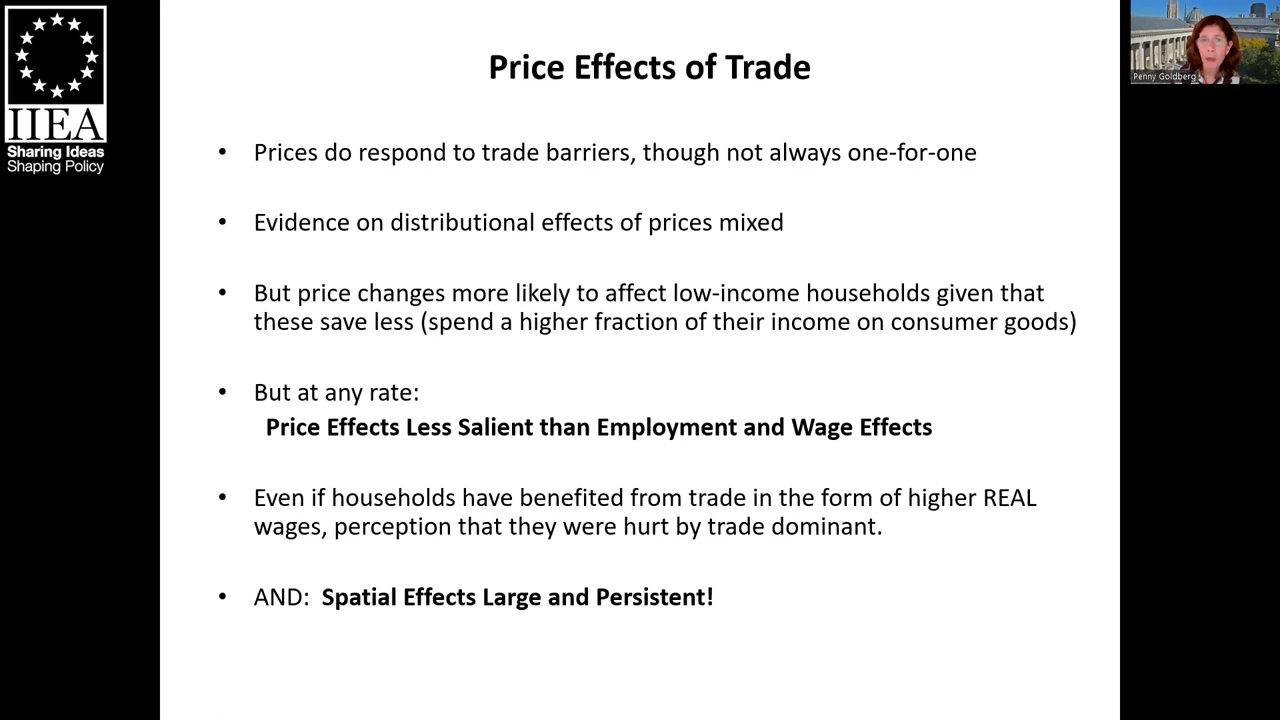 IIEA
Sharing Ideas
Shaping Policy
Price Effects of Trade
• Prices do respond to trade barriers, though not always one-for-one
• Evidence on distributional effects of prices mixed
• But price changes more likely to affect low-income households given that
these save less (spend a higher fraction of their income on consumer goods)
• But at any rate:
Price Effects Less Salient than Employment and Wage Effects
• Even if households have benefited from trade in the form of higher REAL
wages, perception that they were hurt by trade dominant.
• AND: Spatial Effects Large and Persistent!
Penny Goldberg